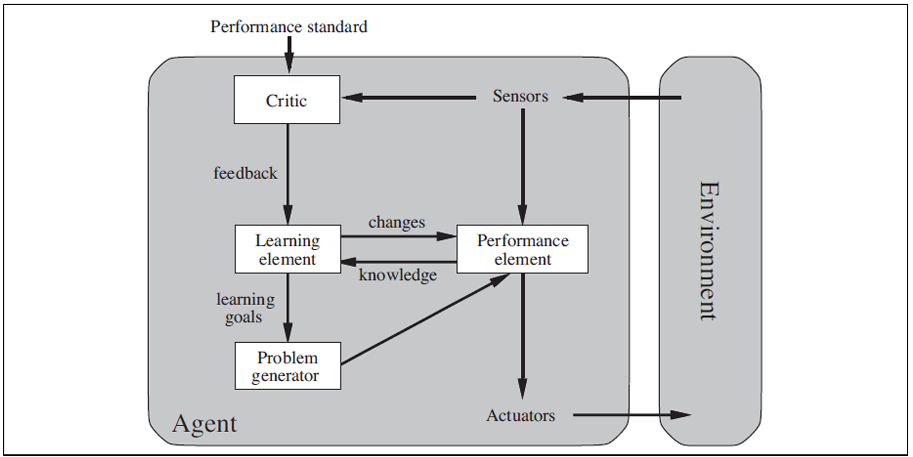 Performance standard
Critic
Sensors
feedback
changes
Learning
element
Performance
element
knowledge
learning
goals
Problem
generator
Actuators
Agent
Environment